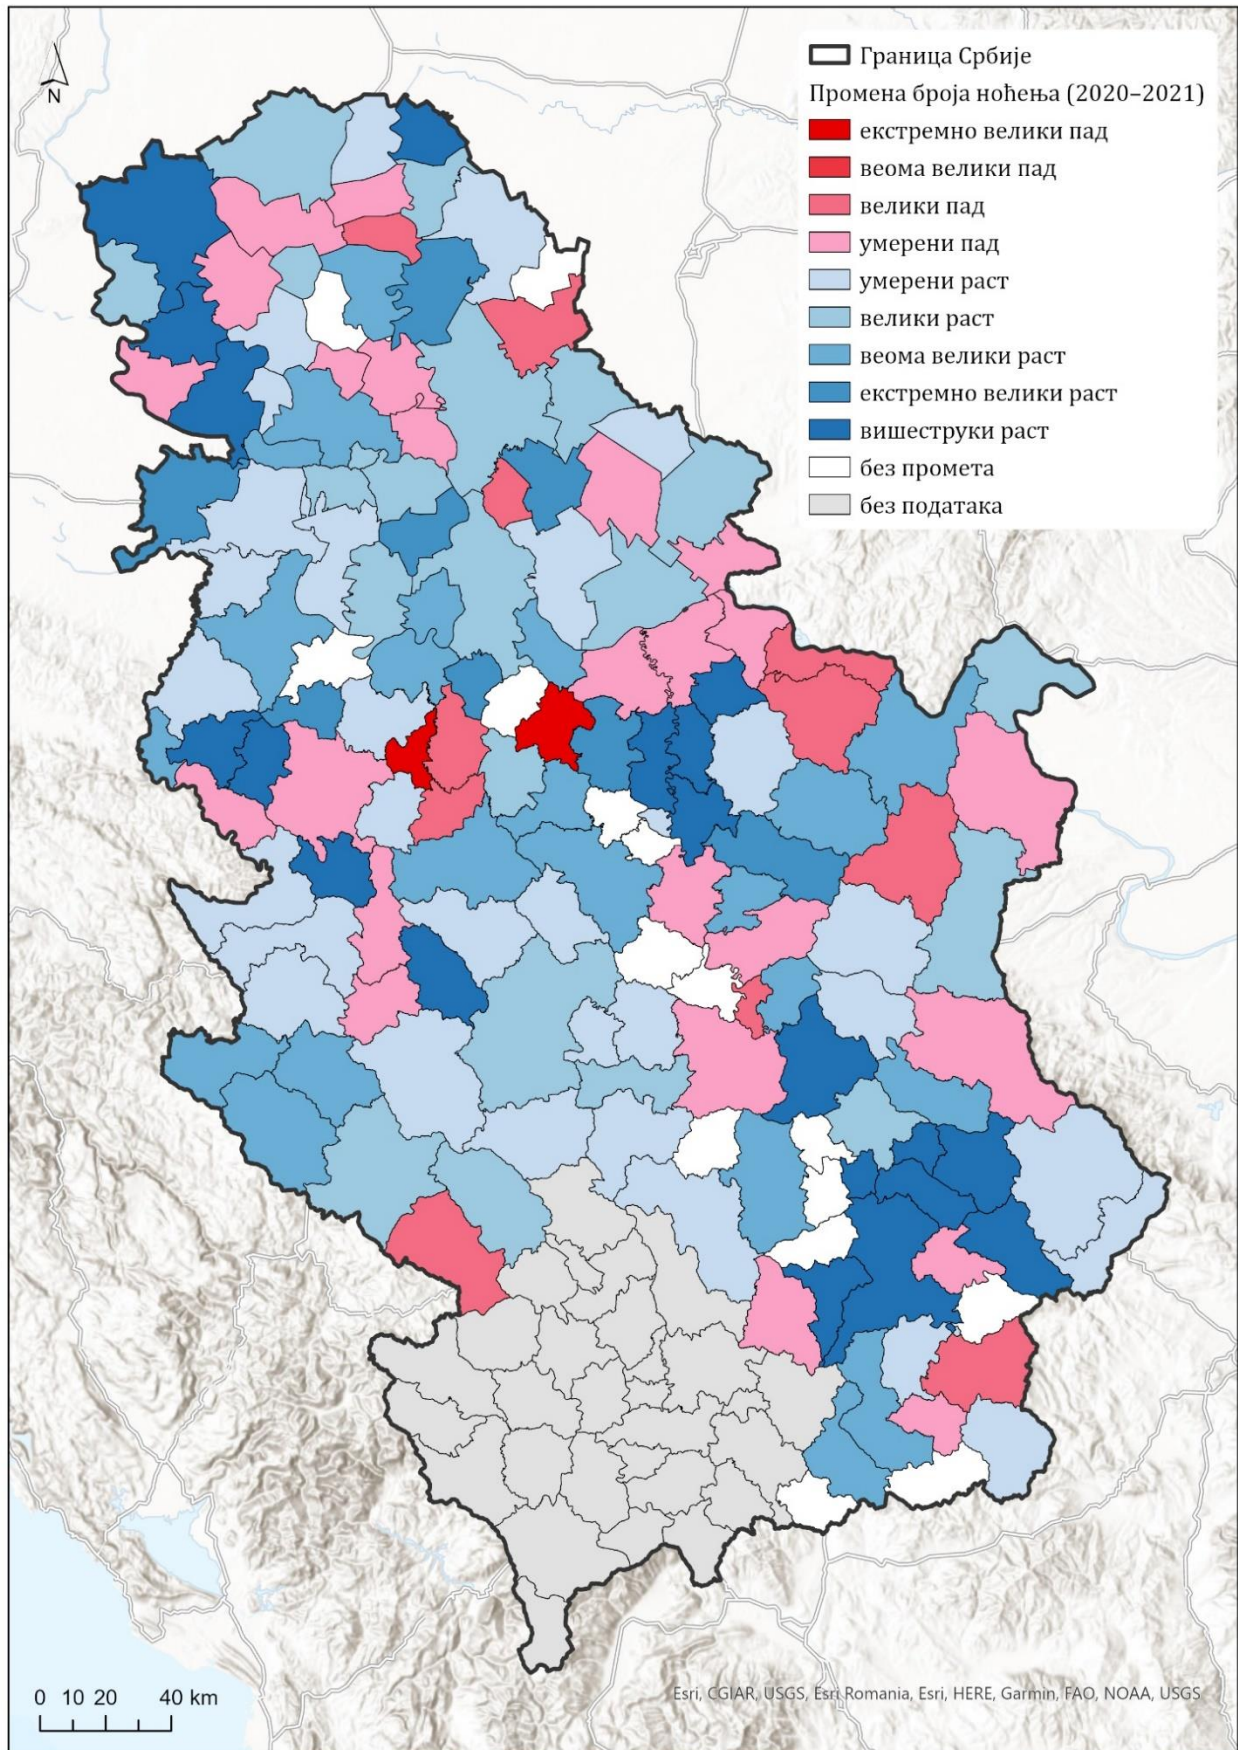 N
Граница Србије
Промена броја ноћења (2020–2021)
екстремно велики пад
веома велики пад
велики пад
умерени пад
умерени раст
велики раст
веома велики раст
екстремно велики раст
вишеструки раст
без промета
без података
0 10 20 40 km
Esri, CGIAR, USGS, Esri Romania, Esri, HERE, Garmin, FAO, NOAA, USGS